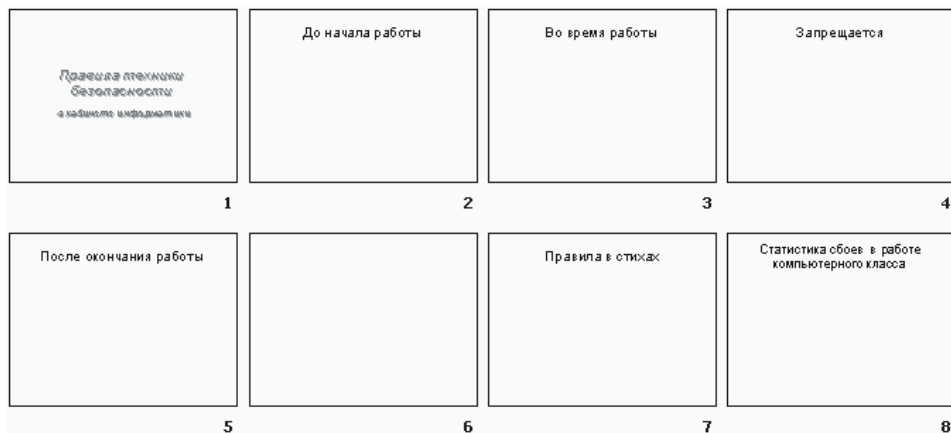 Правила техники
безопасности
в кабинете информатики
1
До начала работы
2
Во время работы
3
Запрещается
4
После окончания работы
5
6
Правила в стихах
7
Статистика сбоев в работе
компьютерного класса
8